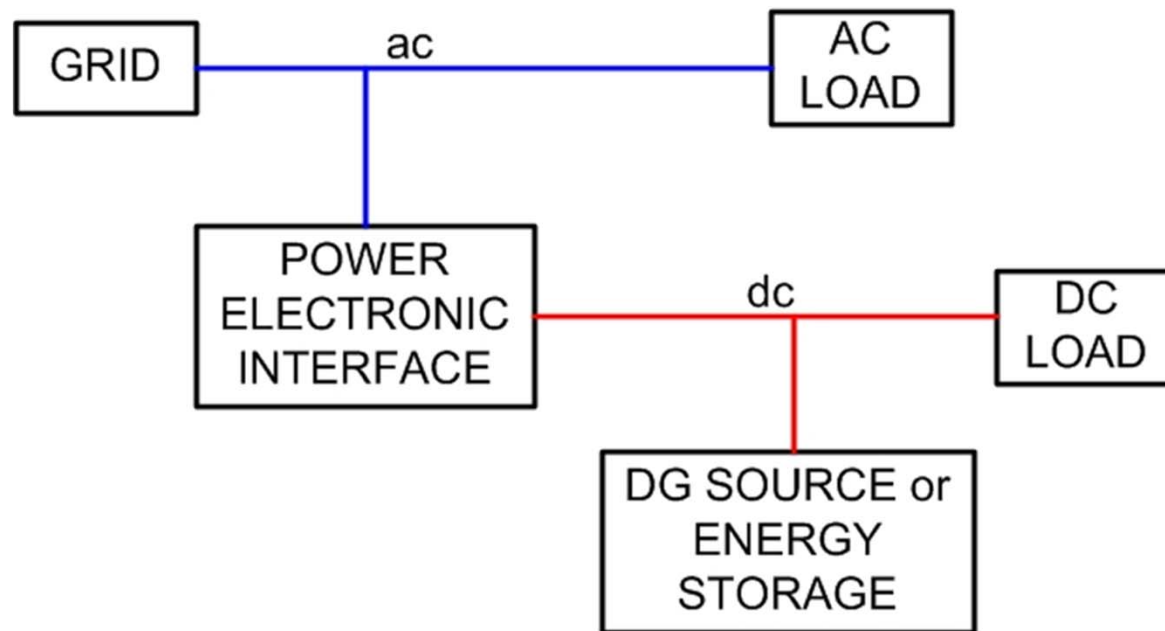 GRID
ac
AC
LOAD
POWER
ELECTRONIC
INTERFACE
dc
DC
LOAD
DG SOURCE or
ENERGY
STORAGE